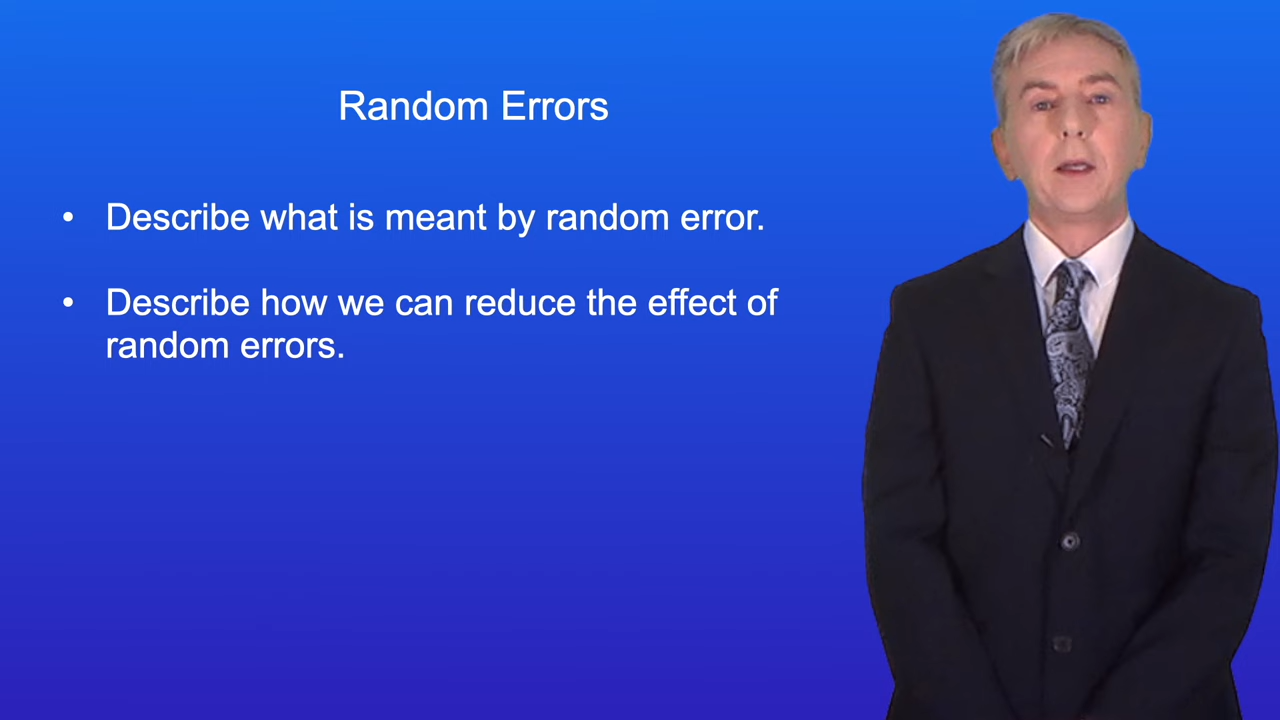 Random Errors
• Describe what is meant by random error.
• Describe how we can reduce the effect of
random errors.